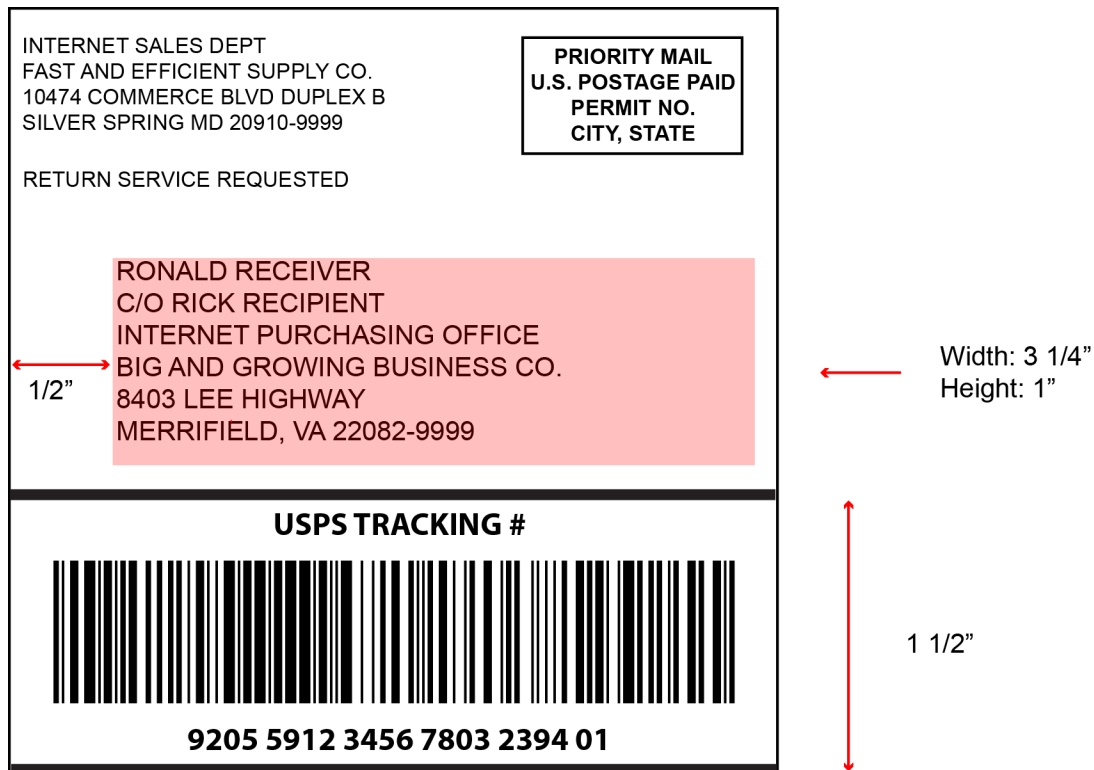 INTERNET SALES DEPT
FAST AND EFFICIENT SUPPLY CO.
10474 COMMERCE BLVD DUPLEX B
SILVER SPRING MD 20910-9999
PRIORITY MAIL
U.S. POSTAGE PAID
PERMIT NO.
CITY, STATE
RETURN SERVICE REQUESTED
RONALD RECEIVER
C/O RICK RECIPIENT
INTERNET PURCHASING OFFICE
BIG AND GROWING BUSINESS CO.
8403 LEE HIGHWAY
MERRIFIELD, VA 22082-9999
1/2”
Width: 3 1/4”
Height: 1”
USPS TRACKING #
1 1/2”
9205 5912 3456 7803 2394 01